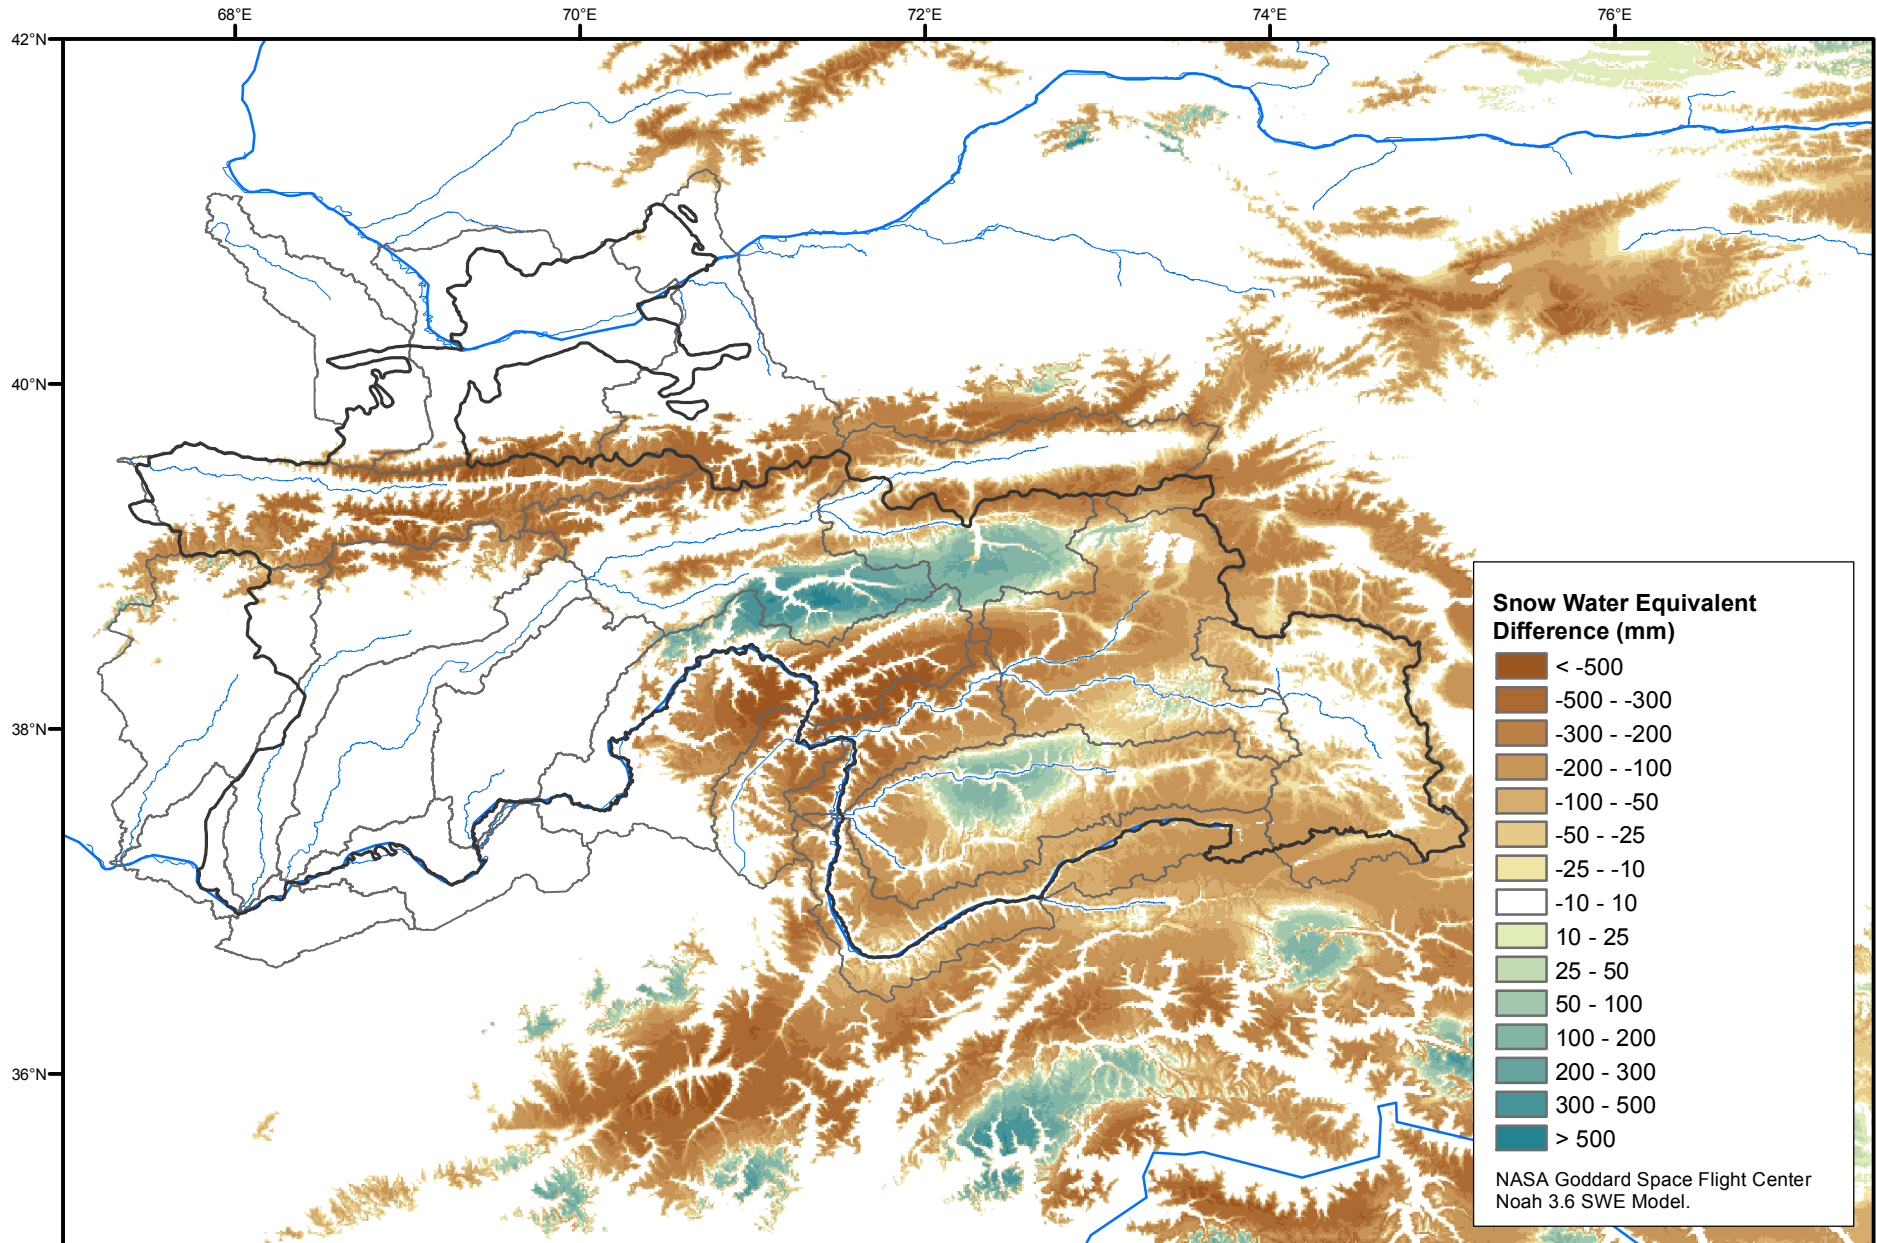 68°E
70°E
72°E
74°E
76°E
42°N
40°N
38°N
36°N
Snow Water Equivalent
Difference (mm)
< -500
-500 - -300
-300 - -200
-200 - -100
-100 - -50
-50 - -25
-25 - -10
-10 - 10
10 - 25
25 - 50
50 - 100
100 - 200
200 - 300
300 - 500
> 500
NASA Goddard Space Flight Center
Noah 3.6 SWE Model.